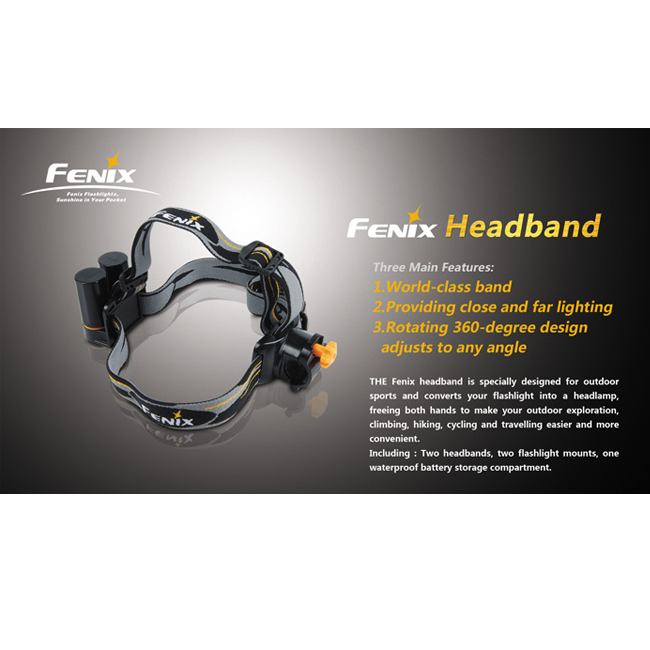 FENIX
Fenix Flashlights,
Sunshine in Your Pocket
FENIX
FENIX
FENIX Headband
Three Main Features:
1.World-class band
2.Providing close and far lighting
3.Rotating 360-degree design
adjusts to any angle
THE Fenix headband is specially designed for outdoor
sports and converts your flashlight into a headlamp,
freeing both hands to make your outdoor exploration,
climbing, hiking, cycling and travelling easier and more
convenient.
Including : Two headbands, two flashlight mounts, one
waterproof battery storage compartment.